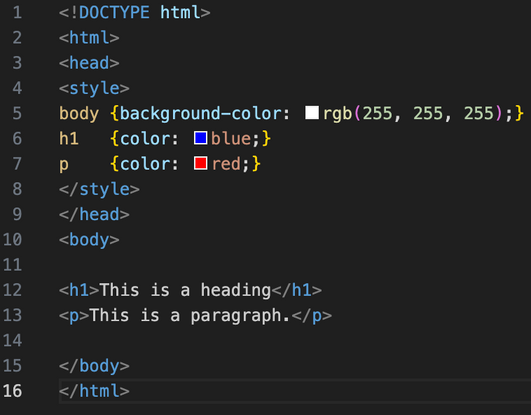 1 <!DOCTYPE html>
2 <html>
3 <head>
4 <style>
5 body {background-color: rgb(255, 255, 255);}
6 h1   {color: blue;}
7 p    {color: red;}
8 </style>
9 </head>
10 <body>
11
12 <h1>This is a heading</h1>
13 <p>This is a paragraph.</p>
14
15 </body>
16 </html>